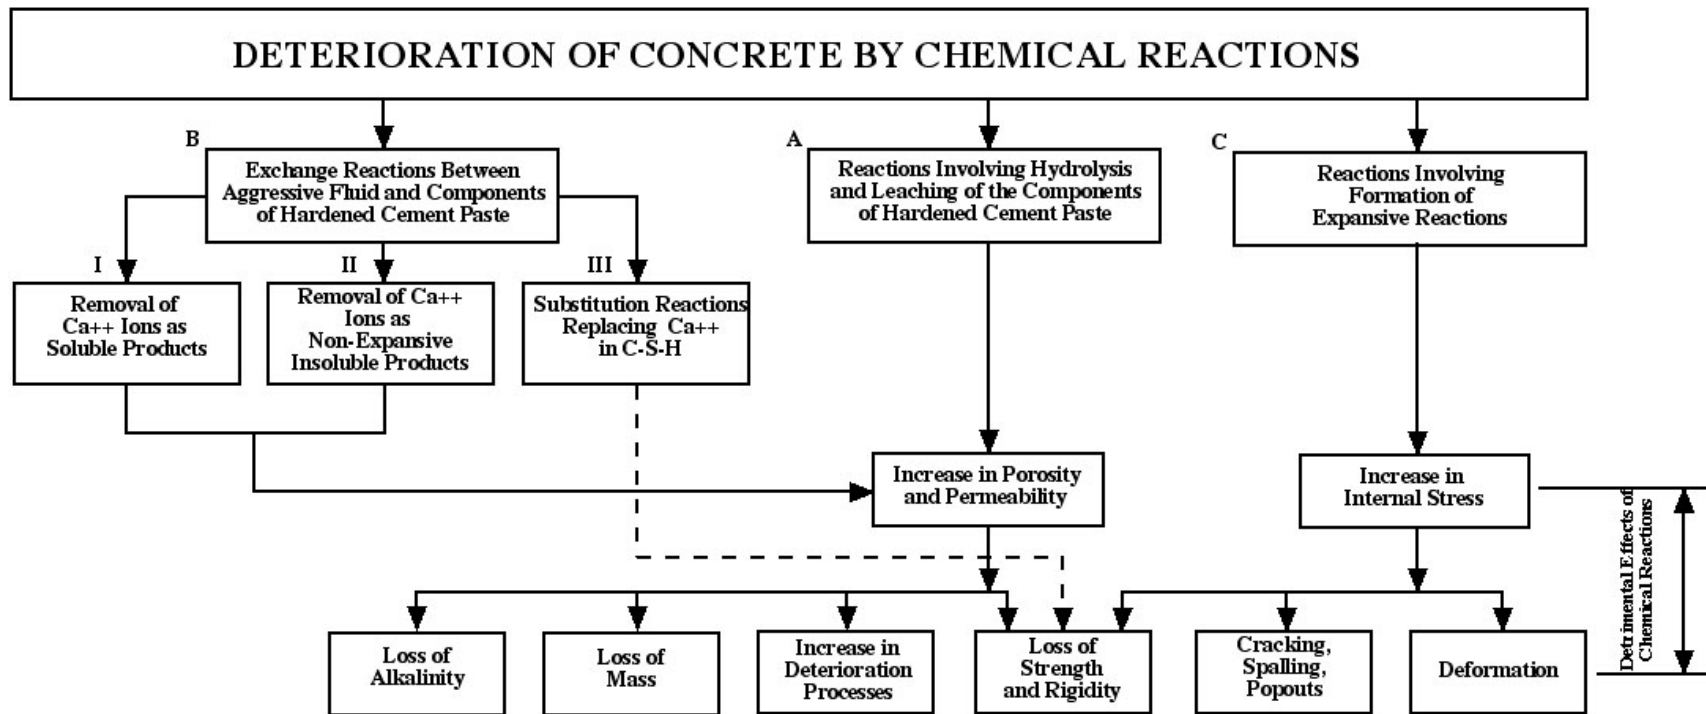 DETERIORATION OF CONCRETE BY CHEMICAL REACTIONS
B
Exchange Reactions Between
Aggressive Fluid and Components
of Hardened Cement Paste
A
Reactions Involving Hydrolysis
and Leaching of the Components
of Hardened Cement Paste
C
Reactions Involving
Formation of
Expansive Reactions
I
Removal of
Ca++ Ions as
Soluble Products
II
Removal of Ca++
Ions as
Non-Expansive
Insoluble Products
III
Substitution Reactions
Replacing Ca++
in C-S-H
Increase in Porosity
and Permeability
Increase in
Internal Stress
Detrimental Effects of
Chemical Reactions
Loss of
Alkalinity
Loss of
Mass
Increase in
Deterioration
Processes
Loss of
Strength
and Rigidity
Cracking,
Spalling,
Popouts
Deformation